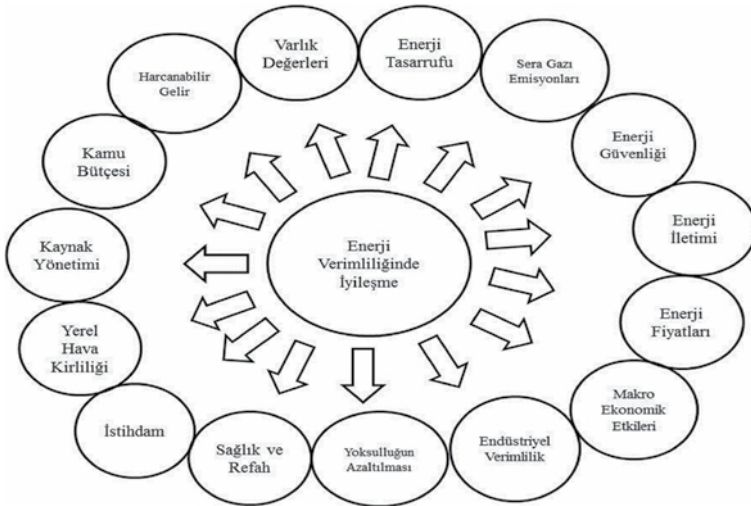 Varlık
Değerleri
Enerji
Tasarrufu
Sera Gazı
Emisyonları
Enerji
Güvenliği
Enerji
İletimi
Enerji
Fiyatları
Makro
Ekonomik
Etkileri
Endüstriyel
Verimlilik
Yoksulluğun
Azaltılması
Sağlık ve
Refah
İstihdam
Yerel
Hava
Kirliliği
Kaynak
Yönetimi
Kamu
Bütçesi
Harcanabilir
Gelir
Enerji
Verimliliğinde
İyileşme